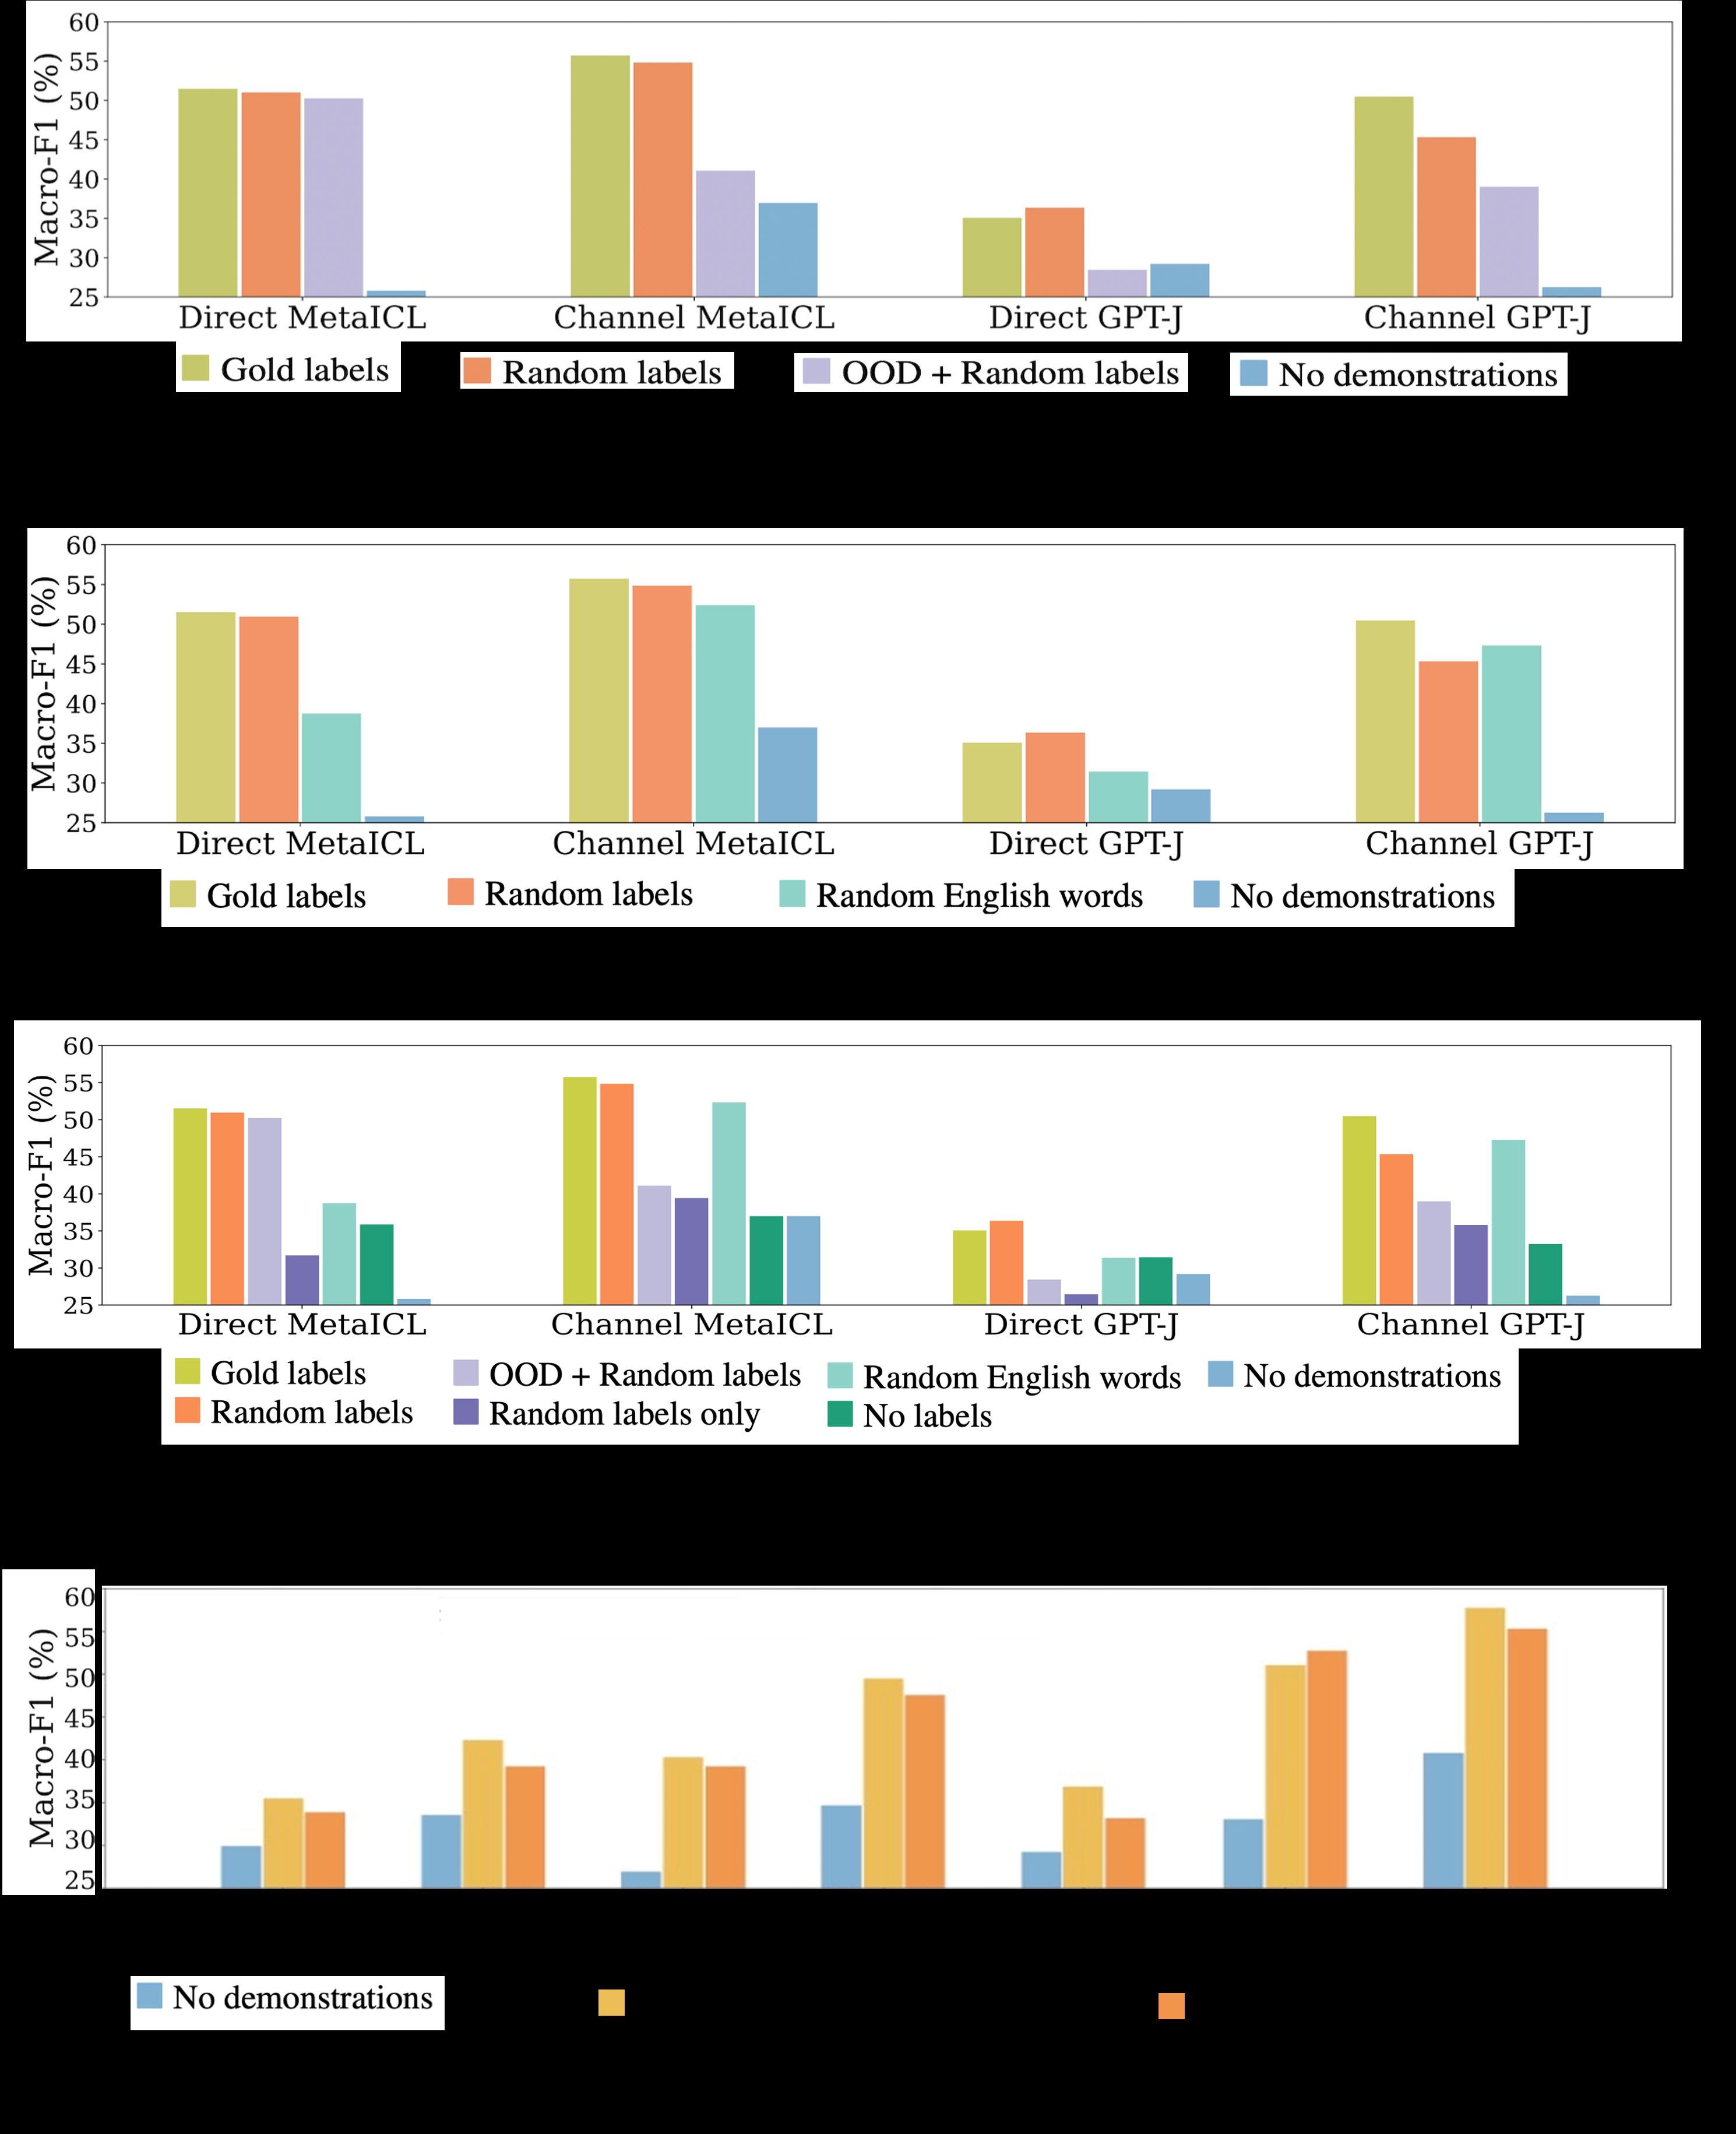 Macro-F1 (%)
60
55
50
45
40
35
30
25
Direct MetaICL Channel MetaICL Direct GPT-J Channel GPT-J
Gold labels Random labels OOD + Random labels No demonstrations
Macro-F1 (%)
60
55
50
45
40
35
30
25
Direct MetaICL Channel MetaICL Direct GPT-J Channel GPT-J
Gold labels Random labels Random English words No demonstrations
Macro-F1 (%)
60
55
50
45
40
35
30
25
Direct MetaICL Channel MetaICL Direct GPT-J Channel GPT-J
Gold labels OOD + Random labels Random English words No demonstrations
Random labels Random labels only No labels
Macro-F1 (%)
60
55
50
45
40
35
30
25
No demonstrations